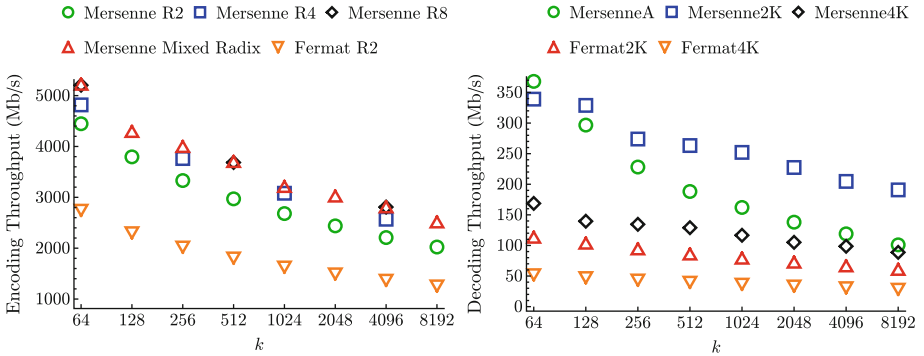 Mersenne R2 Mersenne R4 Mersenne R8
Mersenne Mixed Radix Fermat R2
Encoding Throughput (Mb/s)
5000
4000
3000
2000
1000
64 128 256 512 1024 2048 4096 8192
k
MersenneA Mersenne2K Mersenne4K
Fermat2K Fermat4K
Decoding Throughput (Mb/s)
350
300
250
200
150
100
50
0
64 128 256 512 1024 2048 4096 8192
k